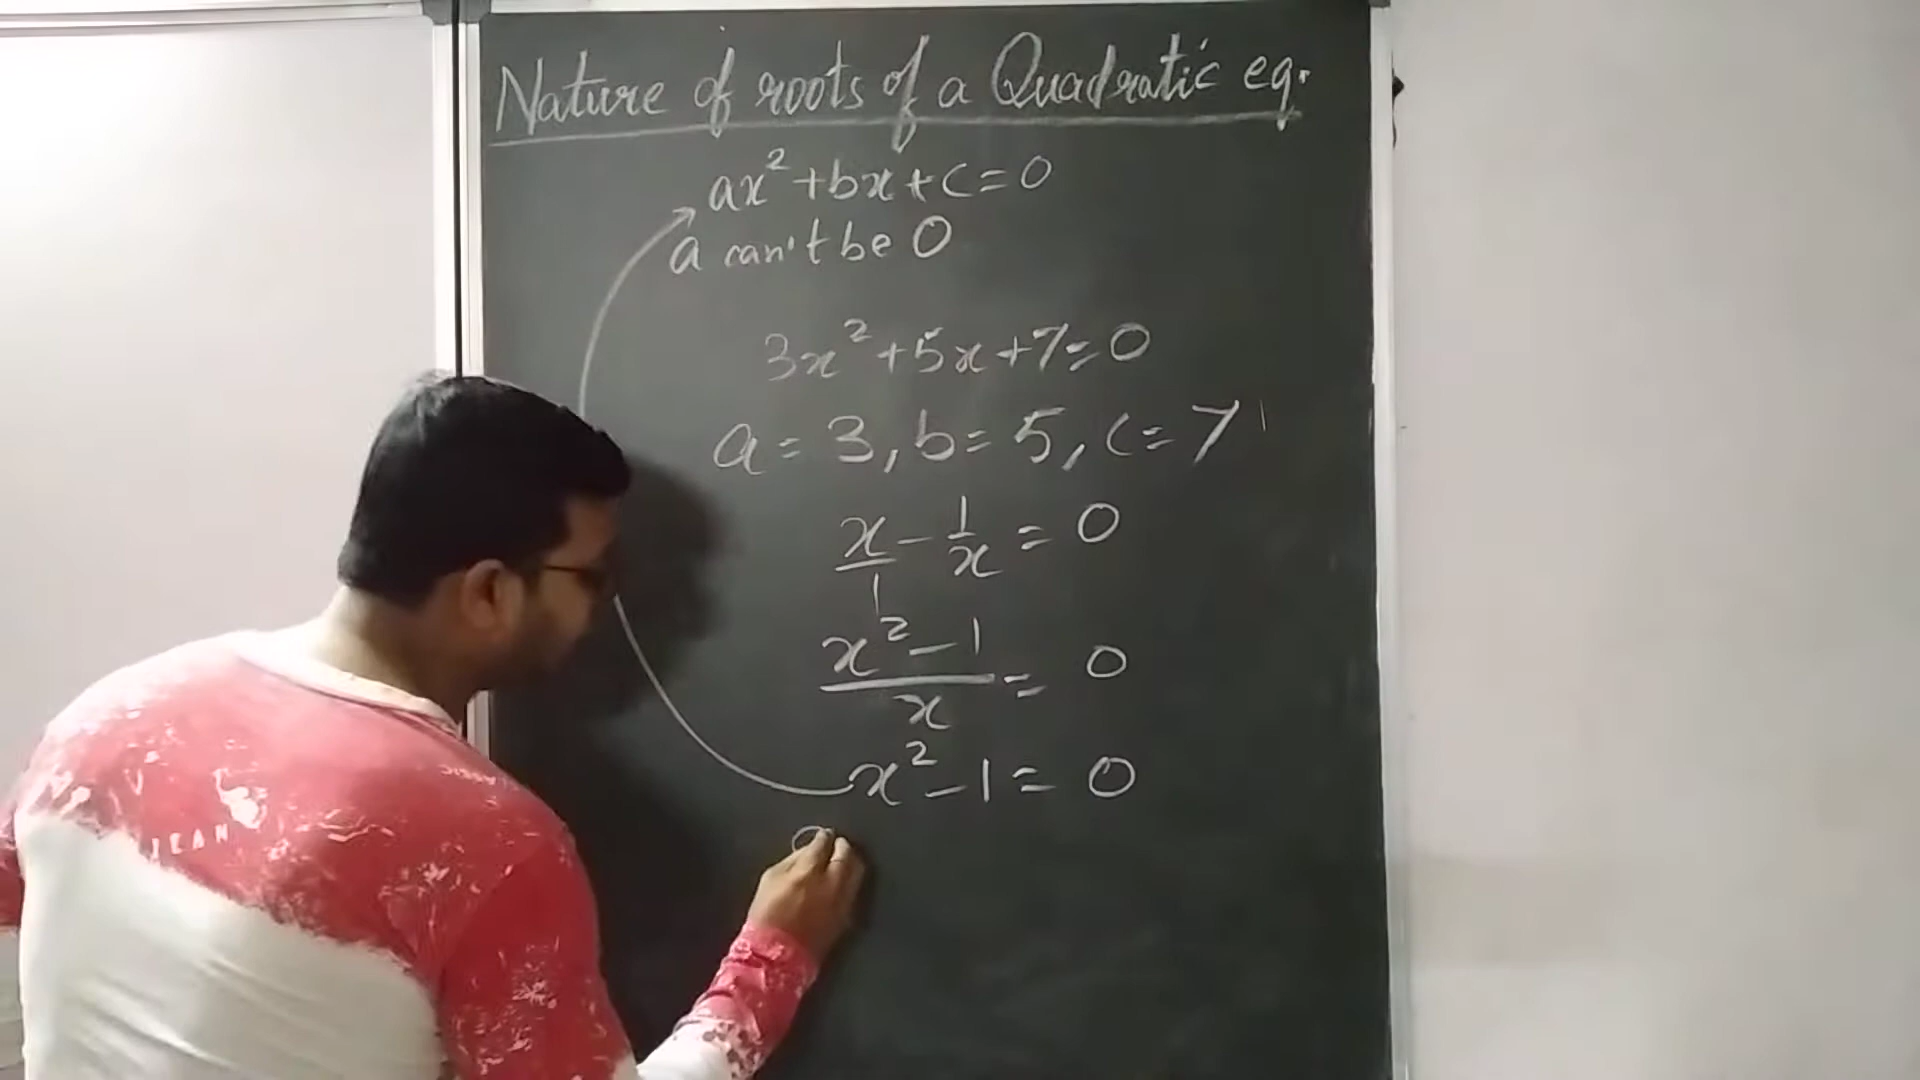 Nature of roots of a Quadratic eq.
ax²+bx+c=0
a can't be 0
3x²+5x+7=0
a=3, b=5, c=7
x/1 - 1/x = 0
(x²-1)/x = 0
x²-1=0
a
JEAN